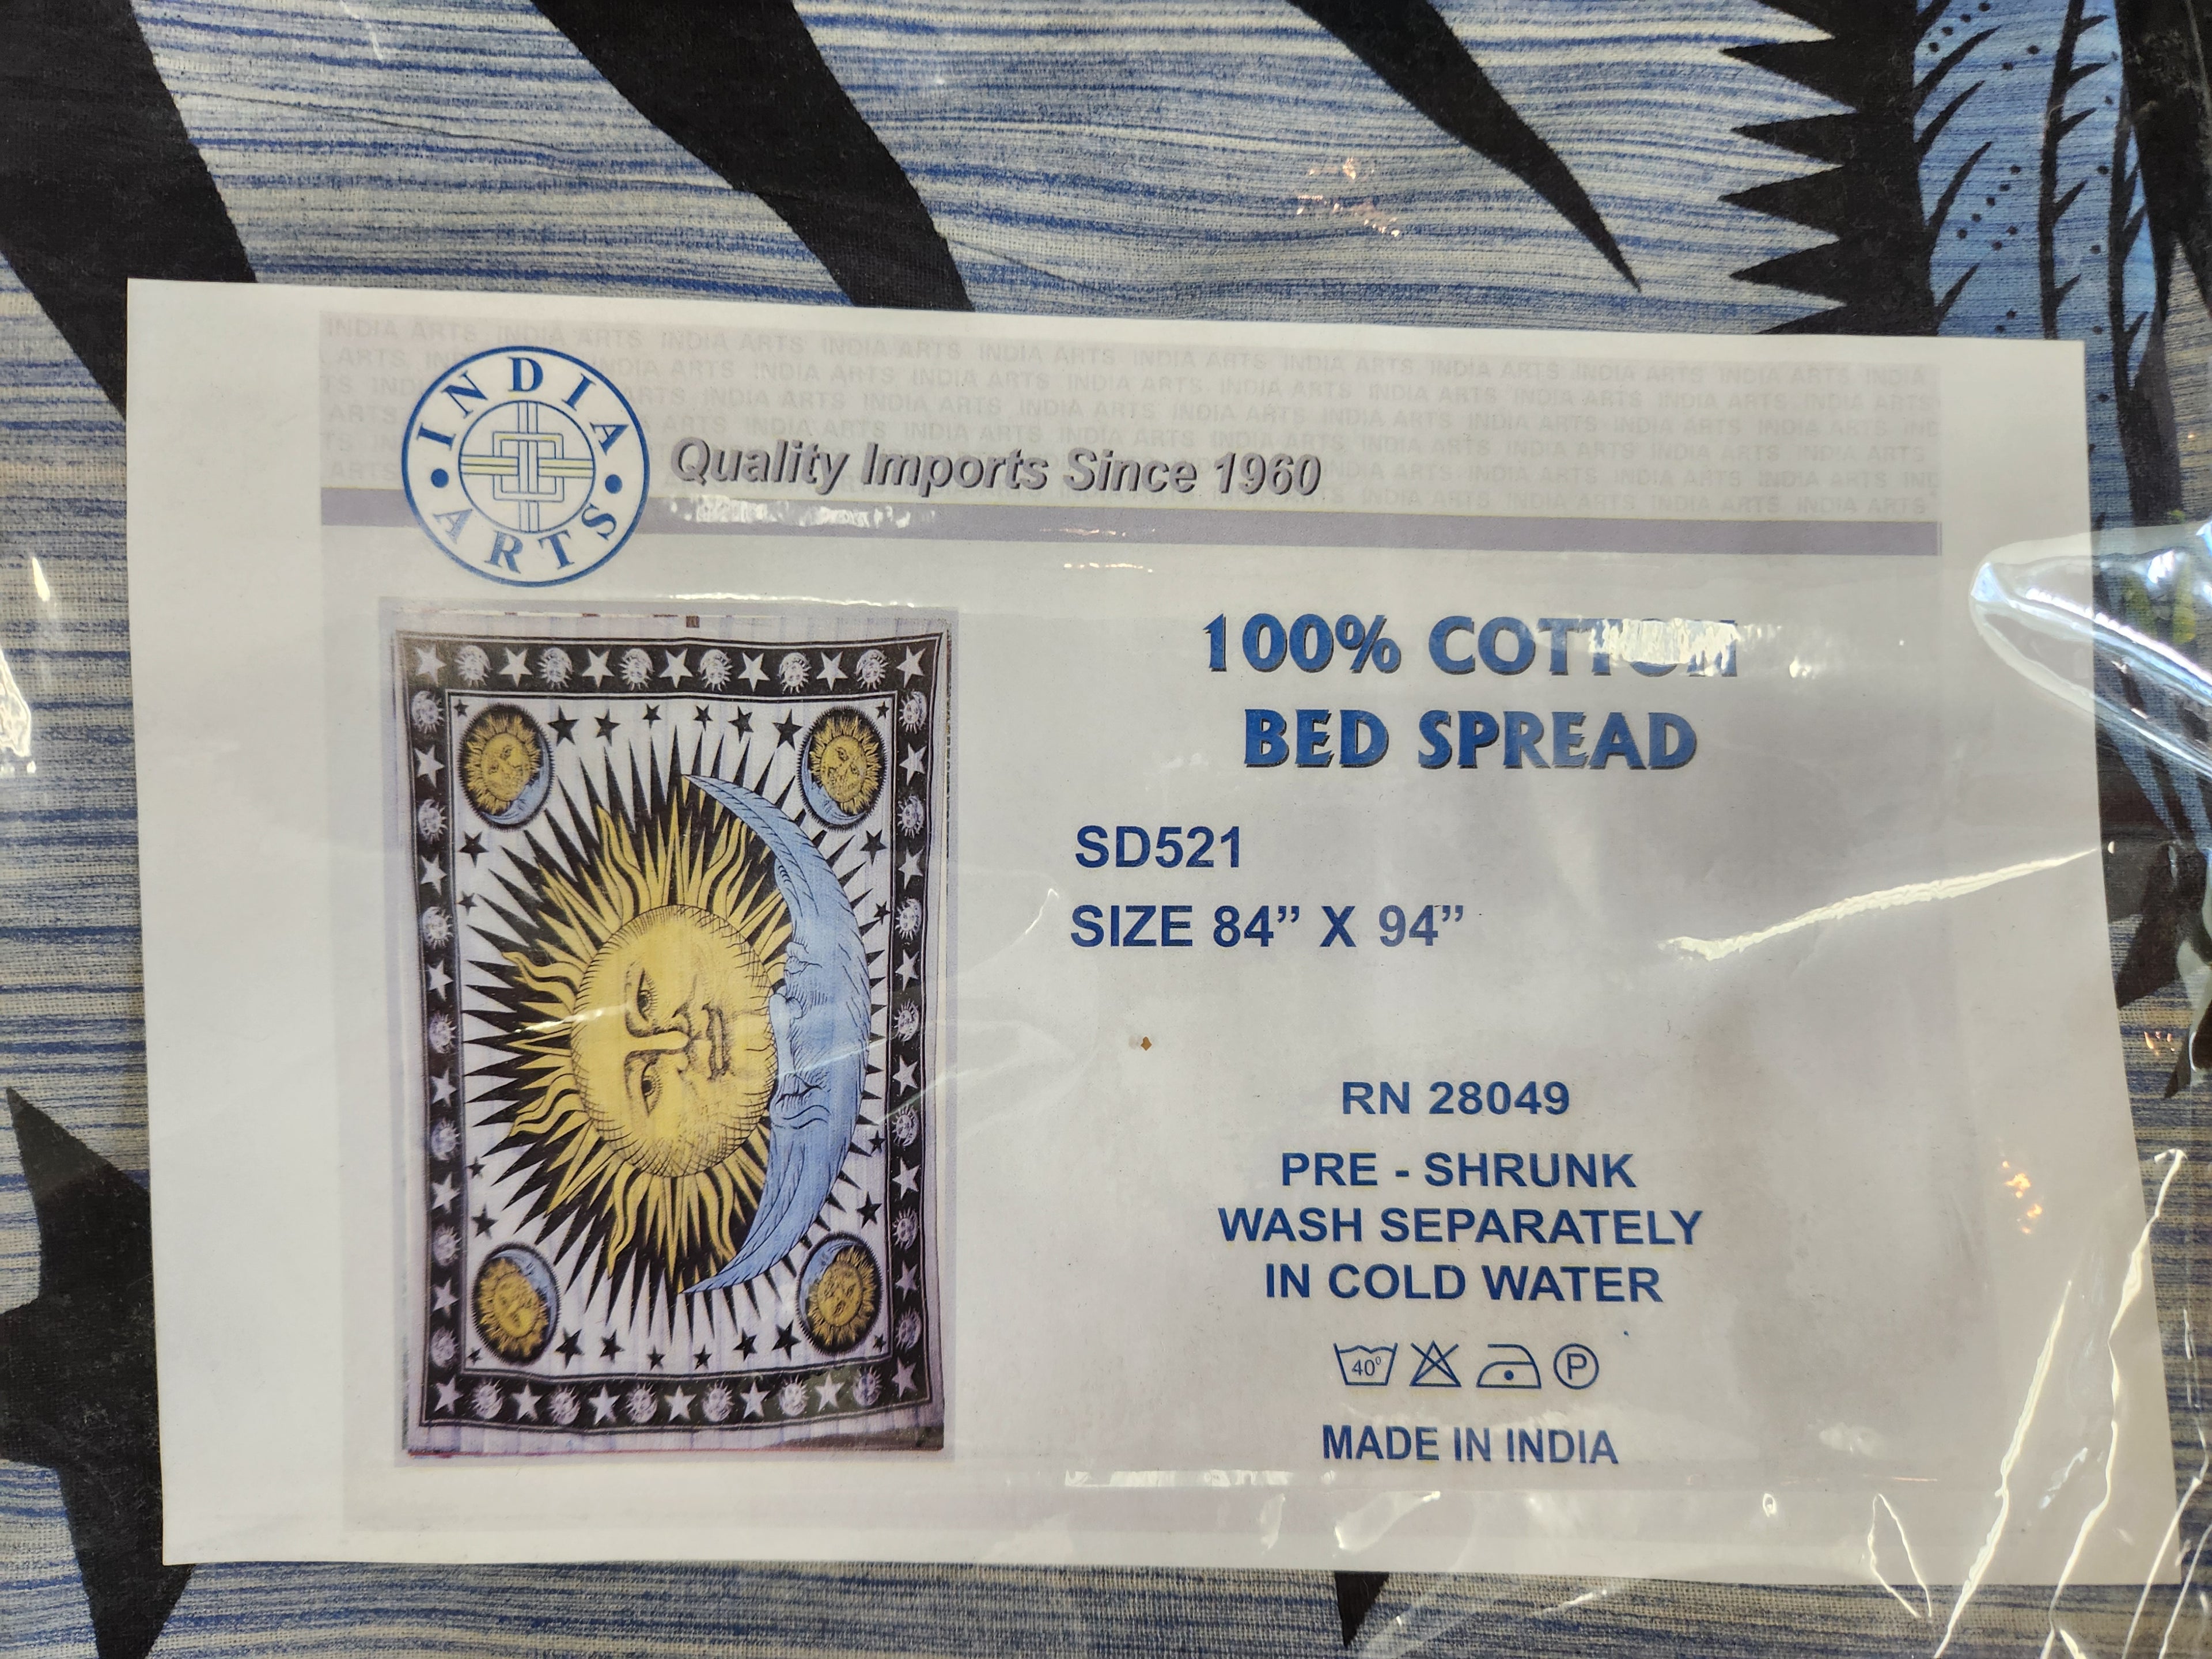 INDIA ARTS
Quality Imports Since 1960
100% COTTON
BED SPREAD
SD521
SIZE 84” X 94”
RN 28049
PRE - SHRUNK
WASH SEPARATELY
IN COLD WATER
40° P
MADE IN INDIA